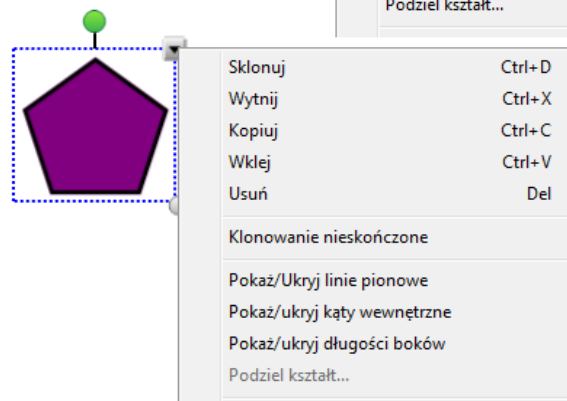 Podziel kształt...
Sklonuj Ctrl+D
Wytnij Ctrl+X
Kopiuj Ctrl+C
Wklej Ctrl+V
Usuń Del
Klonowanie nieskończone
Pokaż/Ukryj linie pionowe
Pokaż/ukryj kąty wewnętrzne
Pokaż/ukryj długości boków
Podziel kształt...